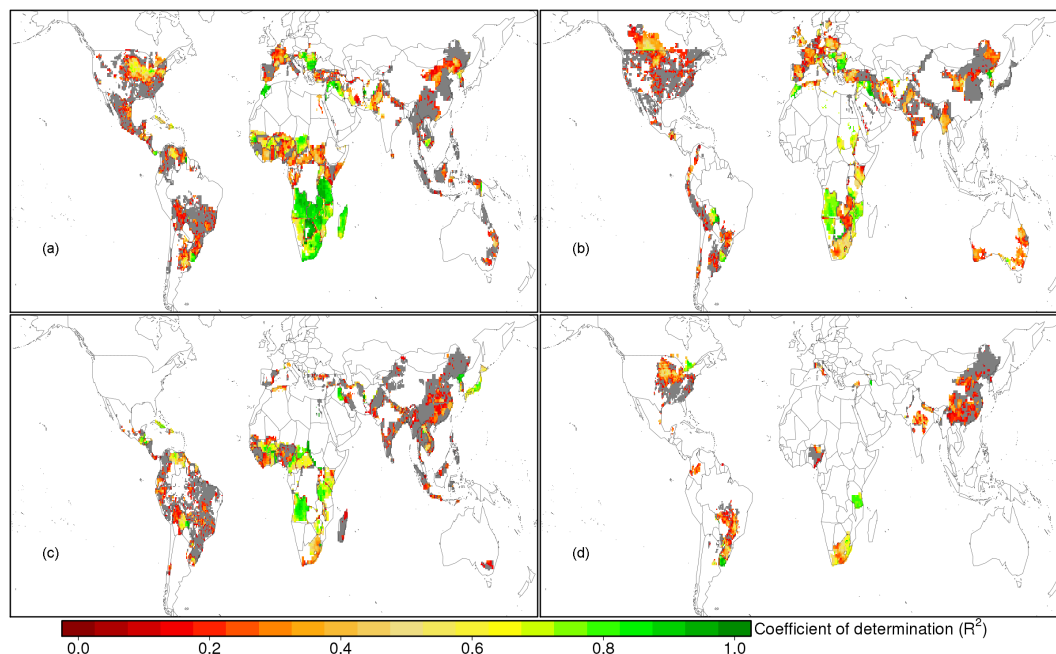 (a)
(b)
(c)
(d)
Coefficient of determination (R²)
0.0 0.2 0.4 0.6 0.8 1.0